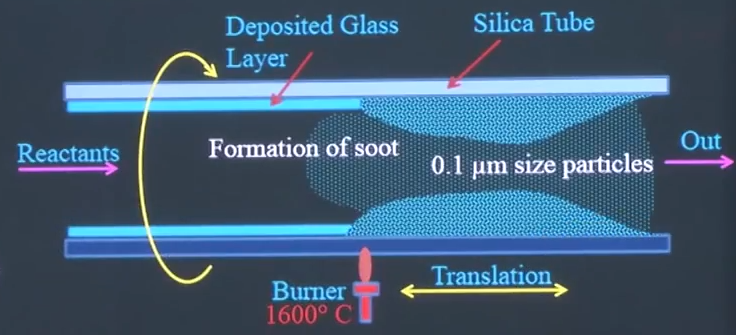 Deposited Glass
Layer
Silica Tube
Reactants
Formation of soot
0.1 μm size particles
Out
Burner
1600° C
Translation